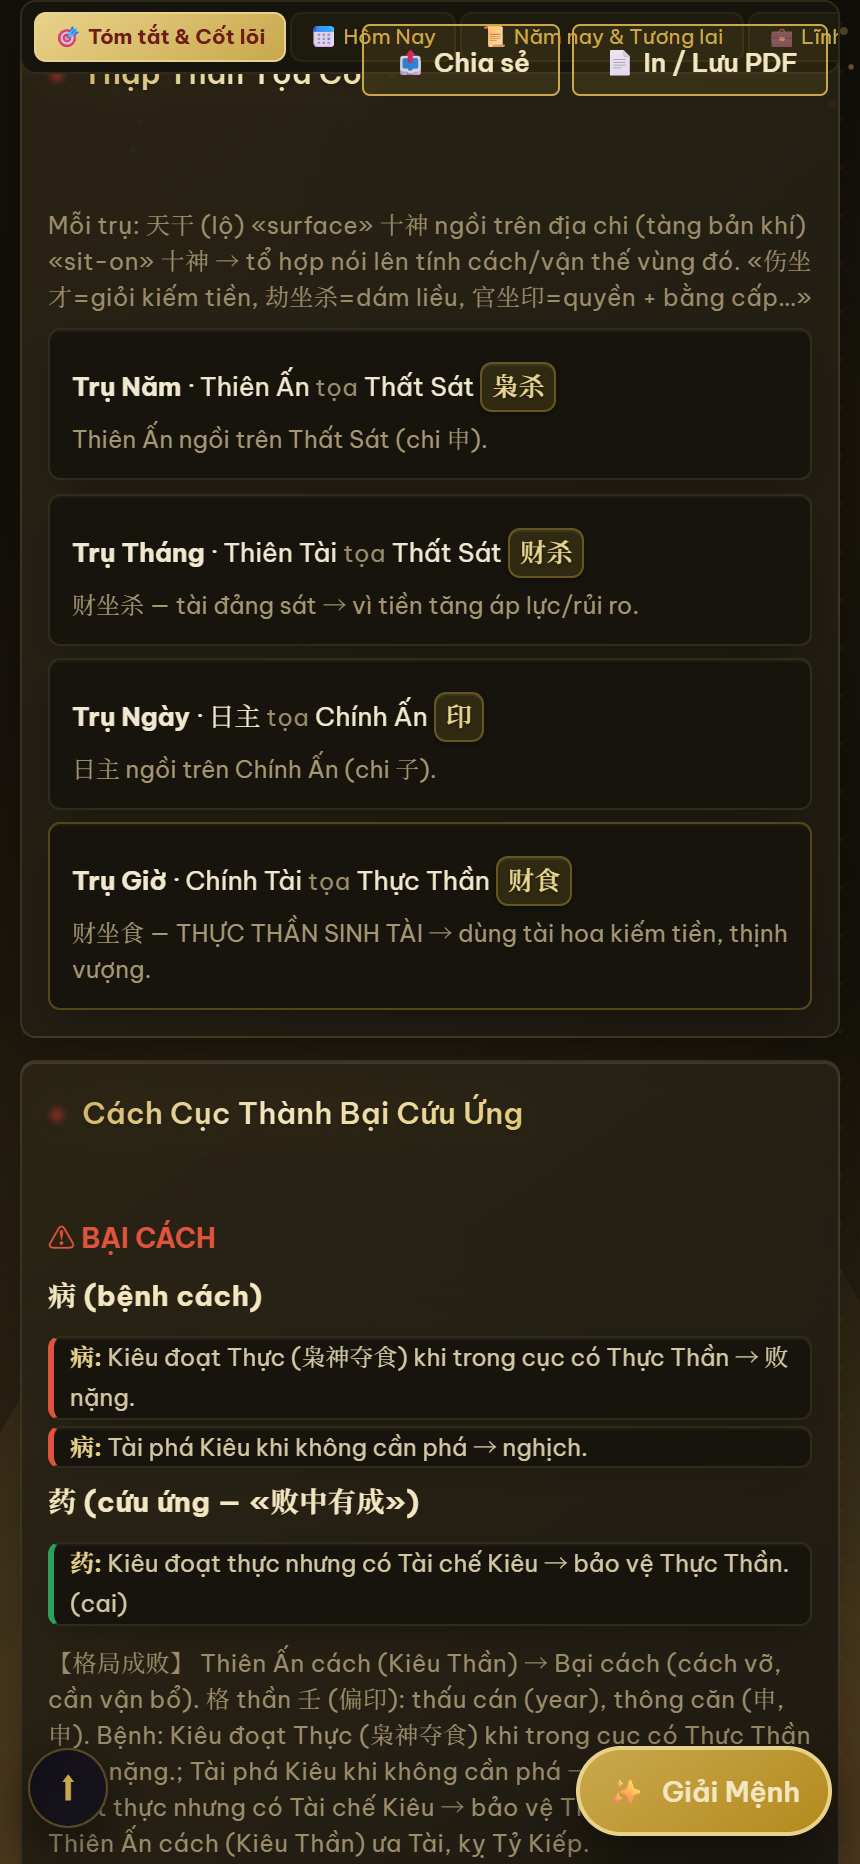 Tóm tắt & Cốt lõi
Hôm Nay
Năm nay & Tương lai
Lĩnh
Chia sẻ
In / Lưu PDF
Thập Thần Tọa
Mỗi trụ: 天干 (lộ) «surface» 十神 ngồi trên địa chi (tàng bản khí)
«sit-on» 十神 → tổ hợp nói lên tính cách/vận thế vùng đó. «伤坐
才=giỏi kiếm tiền, 劫坐杀=dám liều, 官坐印=quyền + bằng cấp...»
Trụ Năm · Thiên Ấn tọa Thất Sát 枭杀
Thiên Ấn ngồi trên Thất Sát (chi 申).
Trụ Tháng · Thiên Tài tọa Thất Sát 财杀
财坐杀 — tài đảng sát → vì tiền tăng áp lực/rủi ro.
Trụ Ngày · 日主 tọa Chính Ấn 印
日主 ngồi trên Chính Ấn (chi 子).
Trụ Giờ · Chính Tài tọa Thực Thần 财食
财坐食 — THỰC THẦN SINH TÀI → dùng tài hoa kiếm tiền, thịnh
vượng.
Cách Cục Thành Bại Cứu Ứng
⚠ BẠI CÁCH
病 (bệnh cách)
病: Kiêu đoạt Thực (枭神夺食) khi trong cục có Thực Thần → 败
nặng.
病: Tài phá Kiêu khi không cần phá → nghịch.
药 (cứu ứng — «败中有成»)
药: Kiêu đoạt thực nhưng có Tài chế Kiêu → bảo vệ Thực Thần.
(cai)
【格局成败】 Thiên Ấn cách (Kiêu Thần) → Bại cách (cách vỡ,
cần vận bổ). 格 thần 壬 (偏印): thấu cán (year), thông căn (申,
申). Bệnh: Kiêu đoạt Thực (枭神夺食) khi trong cục có Thực Thần
nặng.; Tài phá Kiêu khi không cần phá
thực nhưng có Tài chế Kiêu → bảo vệ
Thiên Ấn cách (Kiêu Thần) ưa Tài, kỵ Tỷ Kiếp.
⬆
Giải Mệnh